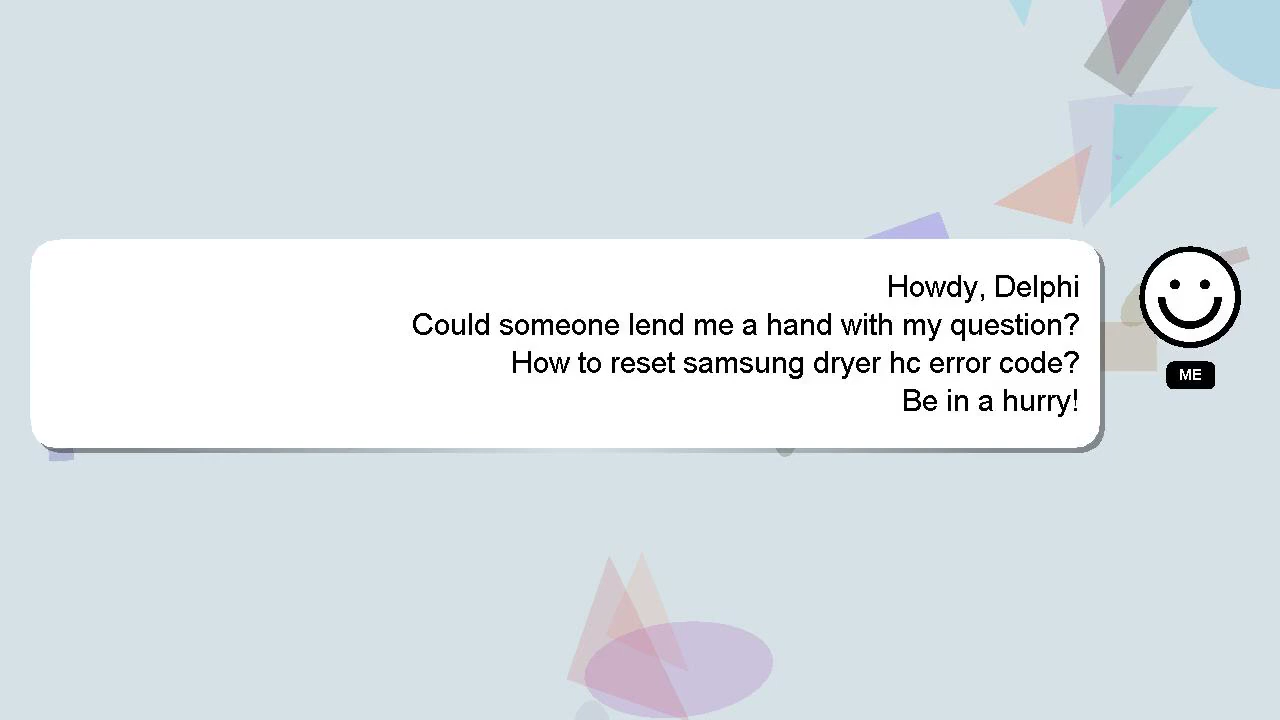 Howdy, Delphi
Could someone lend me a hand with my question?
How to reset samsung dryer hc error code?
Be in a hurry!
ME